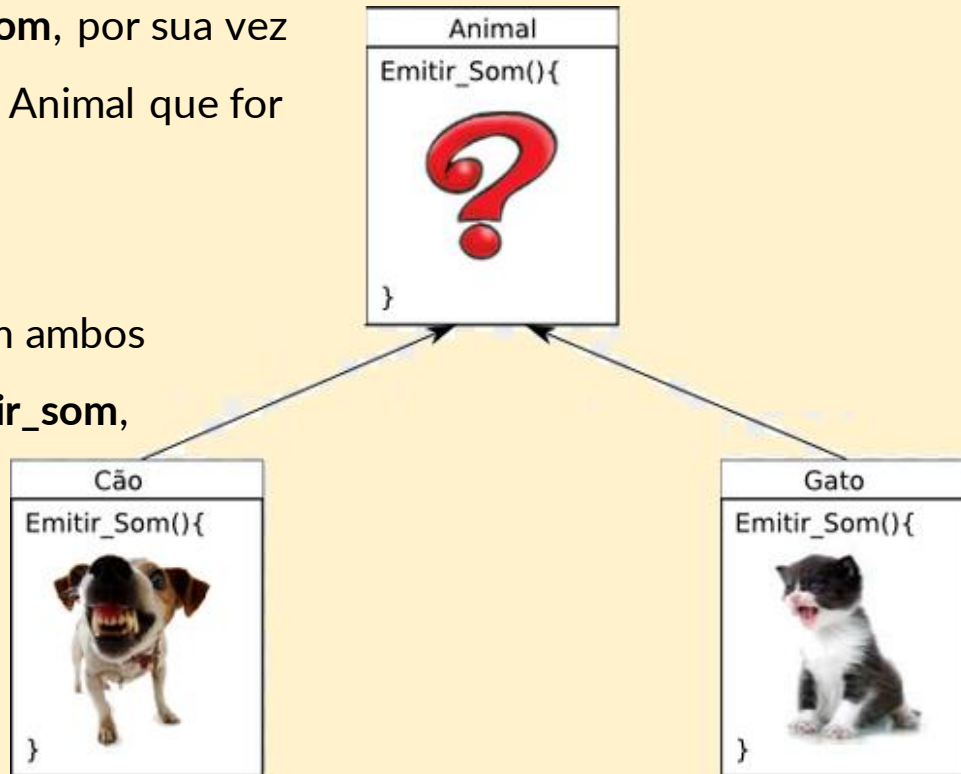 om, por sua vez
Animal que for
ambos
ir_som,
Animal
Emitir_Som(){
}
Cão
Emitir_Som(){
}
Gato
Emitir_Som(){
}